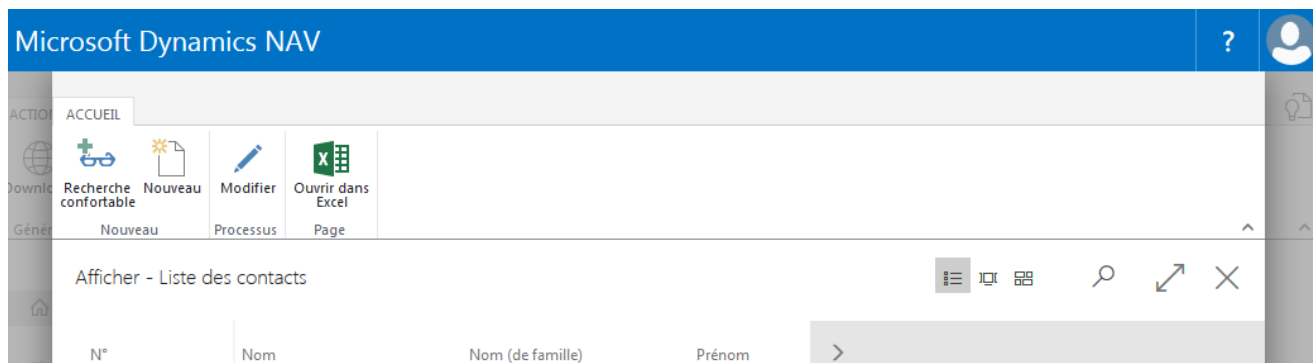 Microsoft Dynamics NAV ?
ACCUEIL
Recherche confortable Nouveau Modifier Ouvrir dans Excel
Nouveau Processus Page
Afficher - Liste des contacts
N° Nom Nom (de famille) Prénom